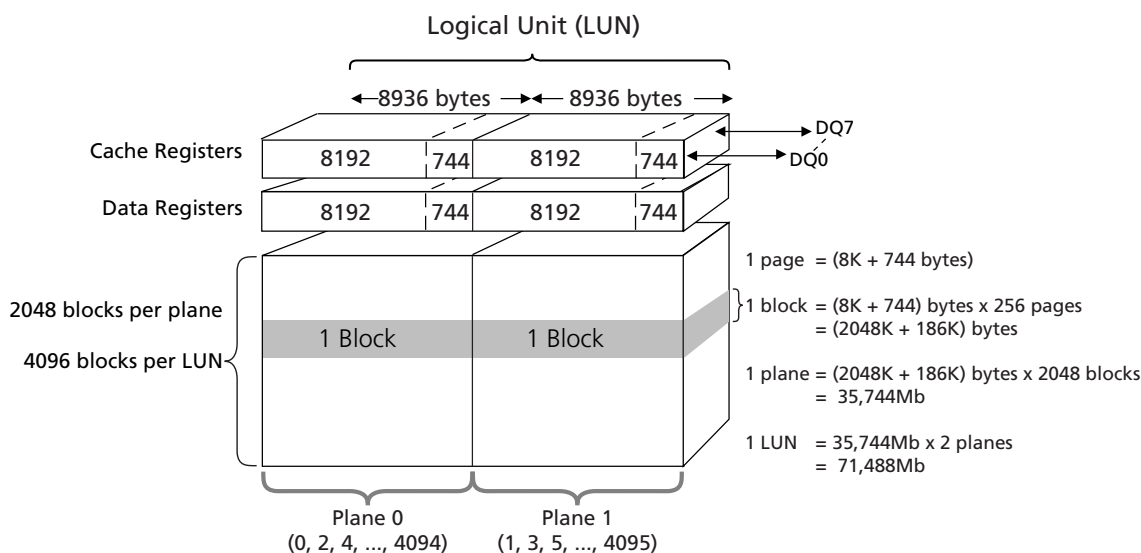 Logical Unit (LUN)
8936 bytes 8936 bytes
DQ7
Cache Registers 8192 744 8192 744 DQ0
Data Registers 8192 744 8192 744
1 page = (8K + 744 bytes)
2048 blocks per plane
4096 blocks per LUN
1 Block 1 Block
1 block = (8K + 744) bytes x 256 pages
= (2048K + 186K) bytes
1 plane = (2048K + 186K) bytes x 2048 blocks
= 35,744Mb
1 LUN = 35,744Mb x 2 planes
= 71,488Mb
Plane 0
(0, 2, 4, ..., 4094)
Plane 1
(1, 3, 5, ..., 4095)